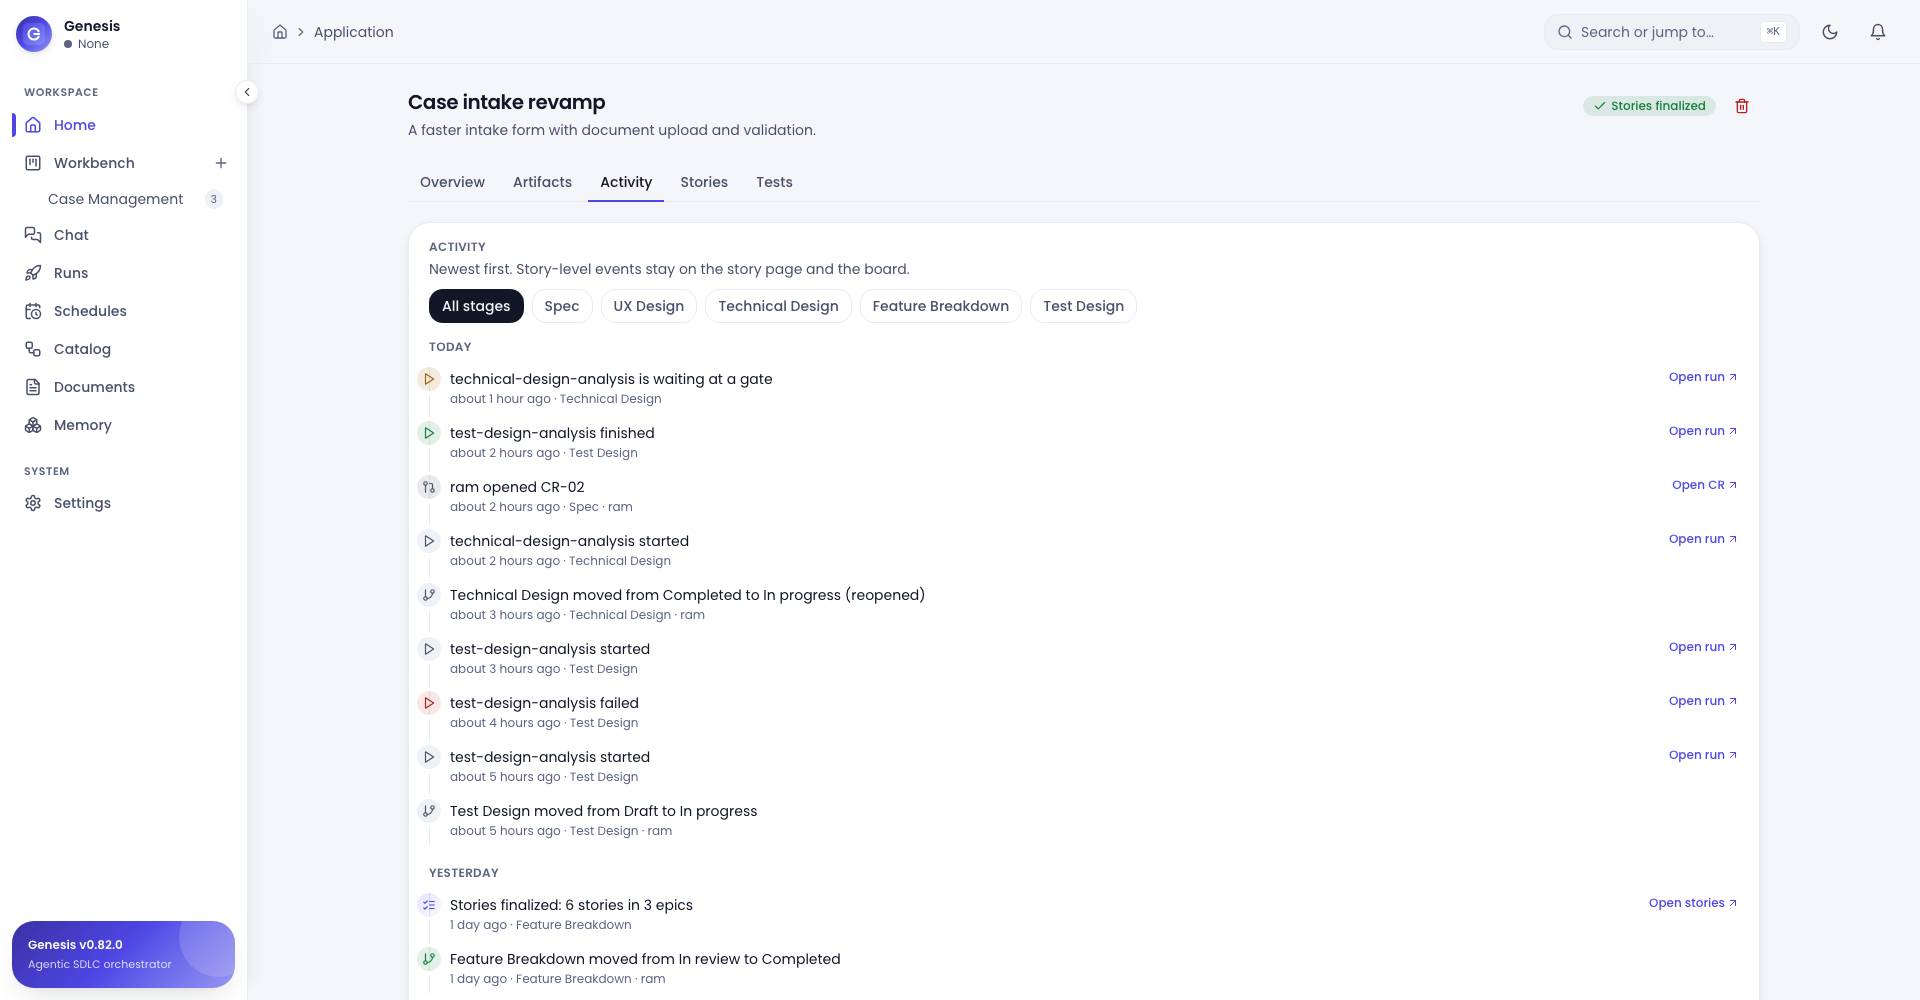 Genesis
None
WORKSPACE
Home
Workbench
Case Management 3
Chat
Runs
Schedules
Catalog
Documents
Memory
SYSTEM
Settings
Genesis v0.82.0
Agentic SDLC orchestrator
Application
Search or jump to... ⌘K
Case intake revamp
A faster intake form with document upload and validation.
Stories finalized
Overview Artifacts Activity Stories Tests
ACTIVITY
Newest first. Story-level events stay on the story page and the board.
All stages Spec UX Design Technical Design Feature Breakdown Test Design
TODAY
technical-design-analysis is waiting at a gate Open run
about 1 hour ago · Technical Design
test-design-analysis finished Open run
about 2 hours ago · Test Design
ram opened CR-02 Open CR
about 2 hours ago · Spec · ram
technical-design-analysis started Open run
about 2 hours ago · Technical Design
Technical Design moved from Completed to In progress (reopened)
about 3 hours ago · Technical Design · ram
test-design-analysis started Open run
about 3 hours ago · Test Design
test-design-analysis failed Open run
about 4 hours ago · Test Design
test-design-analysis started Open run
about 5 hours ago · Test Design
Test Design moved from Draft to In progress
about 5 hours ago · Test Design · ram
YESTERDAY
Stories finalized: 6 stories in 3 epics Open stories
1 day ago · Feature Breakdown
Feature Breakdown moved from In review to Completed
1 day ago · Feature Breakdown · ram